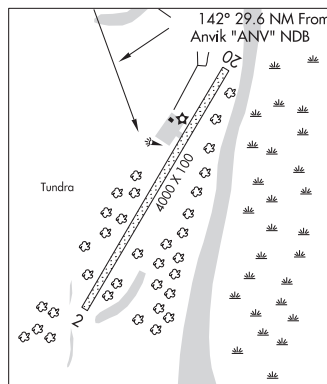 142° 29.6 NM From
Anvik "ANV" NDB
20
4000 X 100
Tundra
2